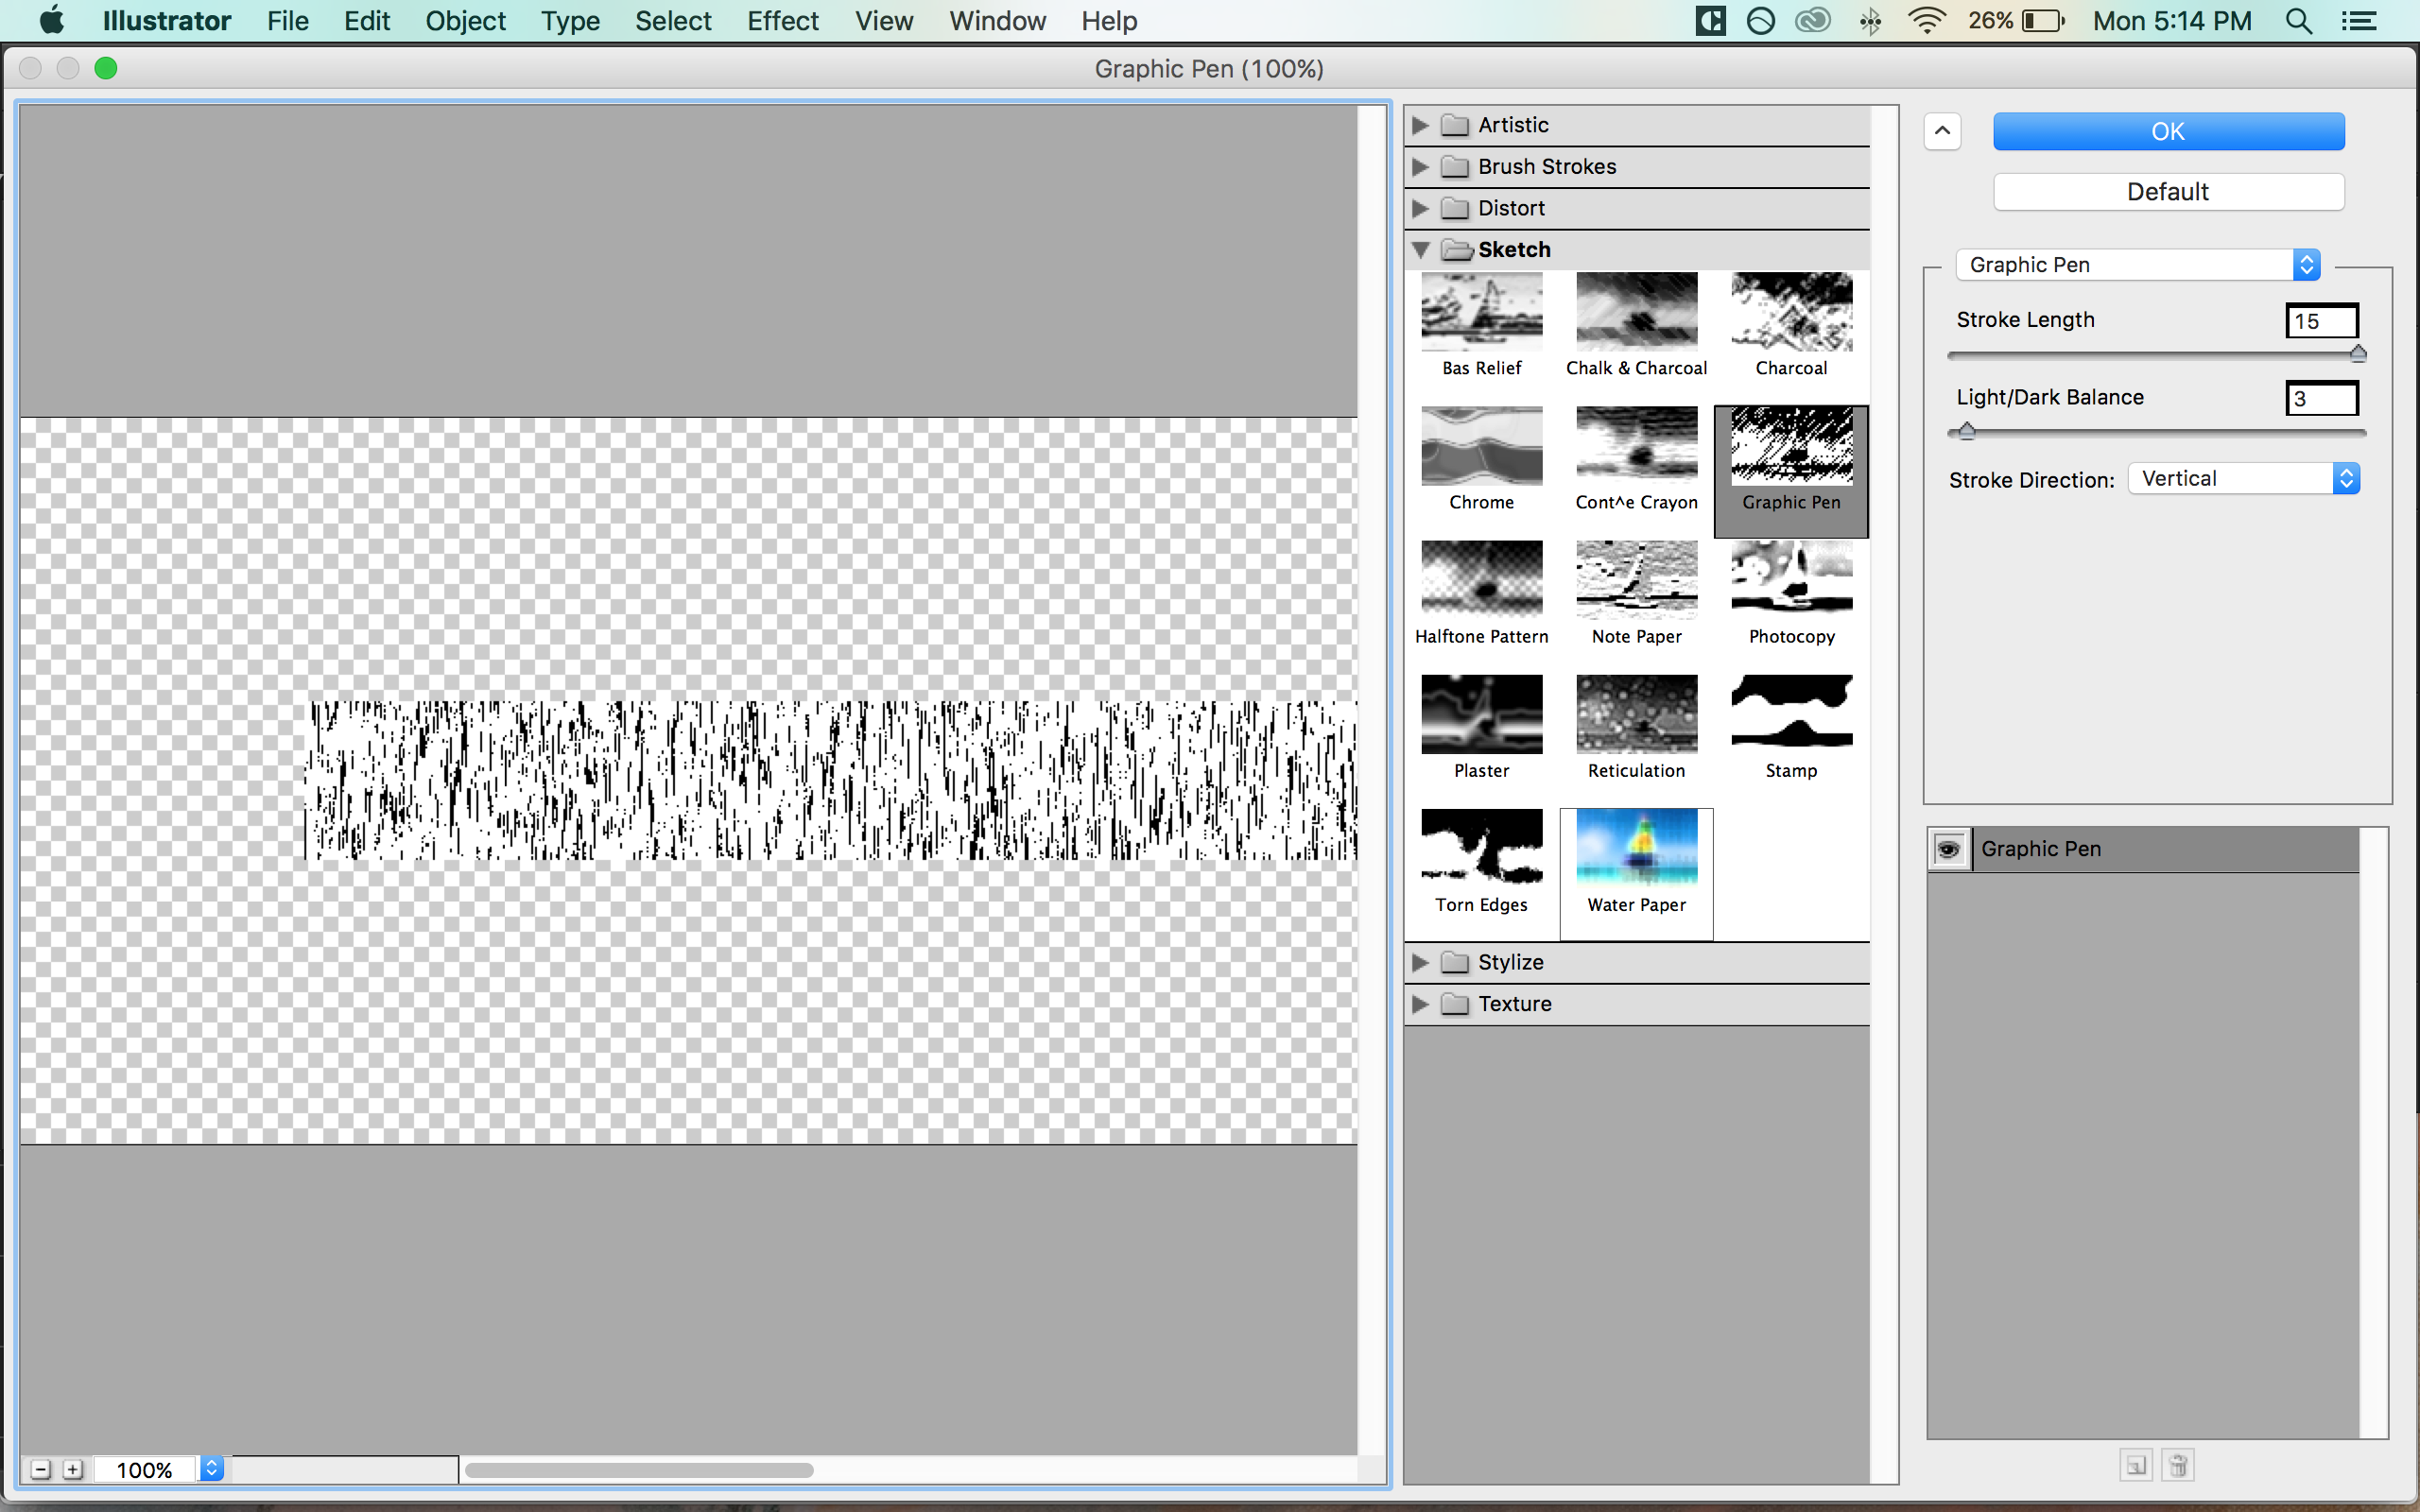 Illustrator File Edit Object Type Select Effect View Window Help 26% Mon 5:14 PM
Graphic Pen (100%)
Artistic
Brush Strokes
Distort
Sketch
Bas Relief Chalk & Charcoal Charcoal
Chrome Cont^e Crayon Graphic Pen
Halftone Pattern Note Paper Photocopy
Plaster Reticulation Stamp
Torn Edges Water Paper
Stylize
Texture
OK
Default
Graphic Pen
Stroke Length 15
Light/Dark Balance 3
Stroke Direction: Vertical
Graphic Pen
100%